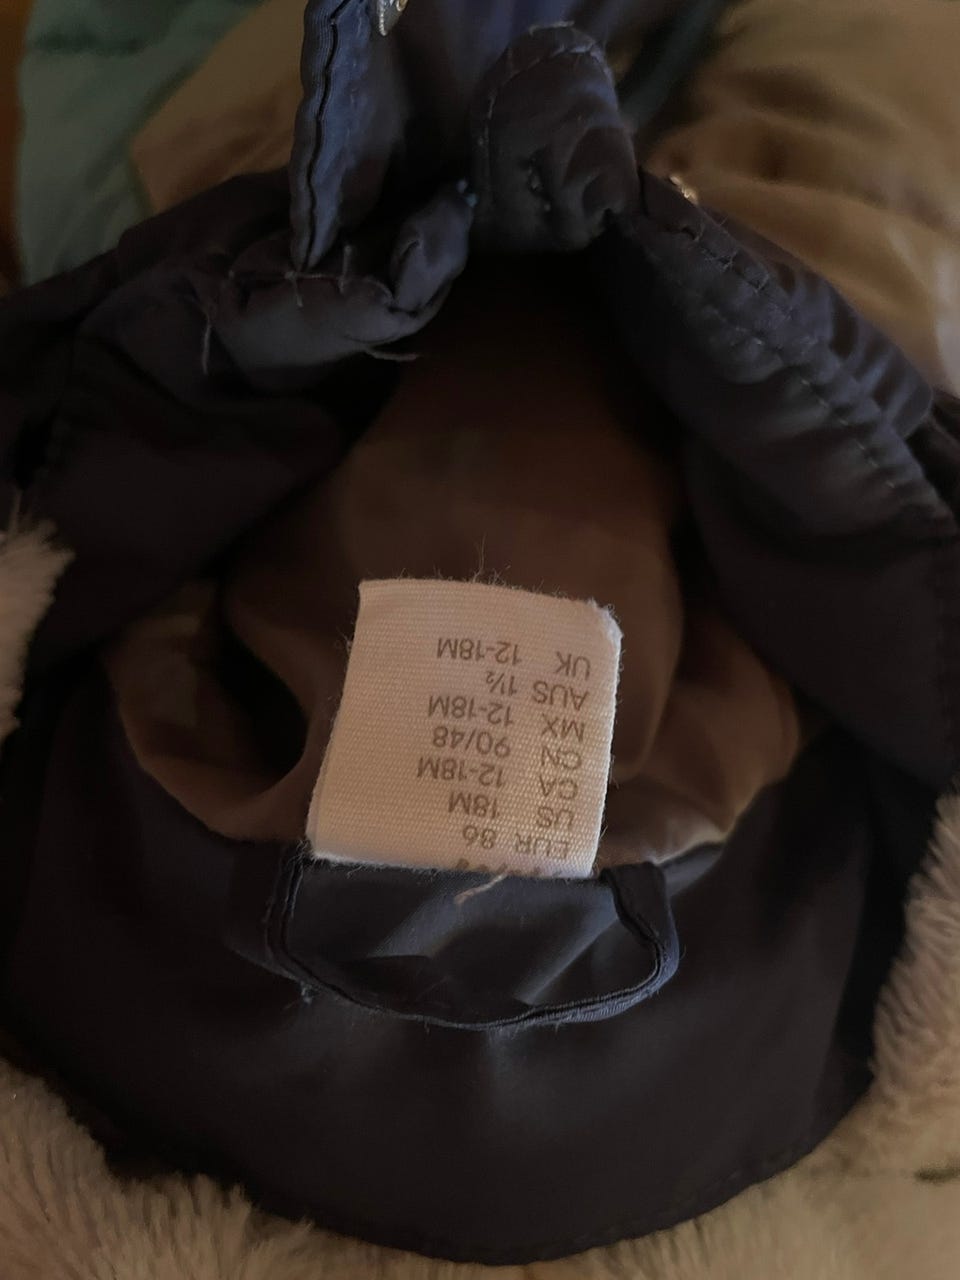 EUR 86
US 18M
CA 12-18M
CN 90/48
MX 12-18M
AUS 1½
UK 12-18M